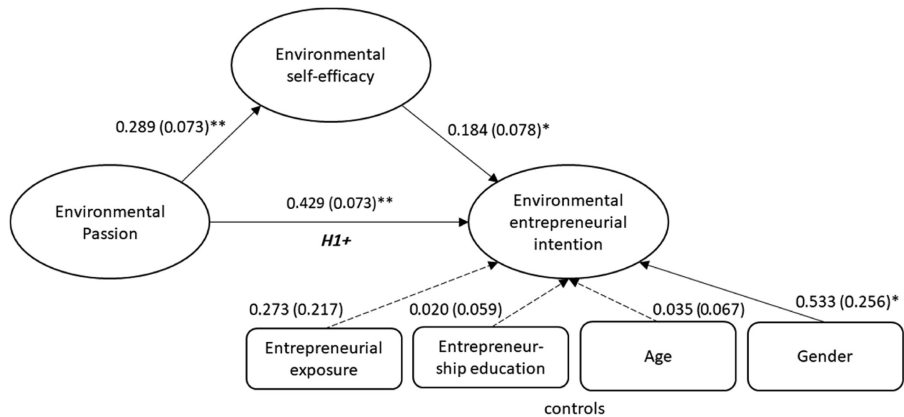 Environmental
self-efficacy
0.289 (0.073)**
0.184 (0.078)*
Environmental
Passion
0.429 (0.073)**
H1+
Environmental
entrepreneurial
intention
0.273 (0.217)
0.020 (0.059)
0.035 (0.067)
0.533 (0.256)*
Entrepreneurial
exposure
Entrepreneur-
ship education
Age
Gender
controls